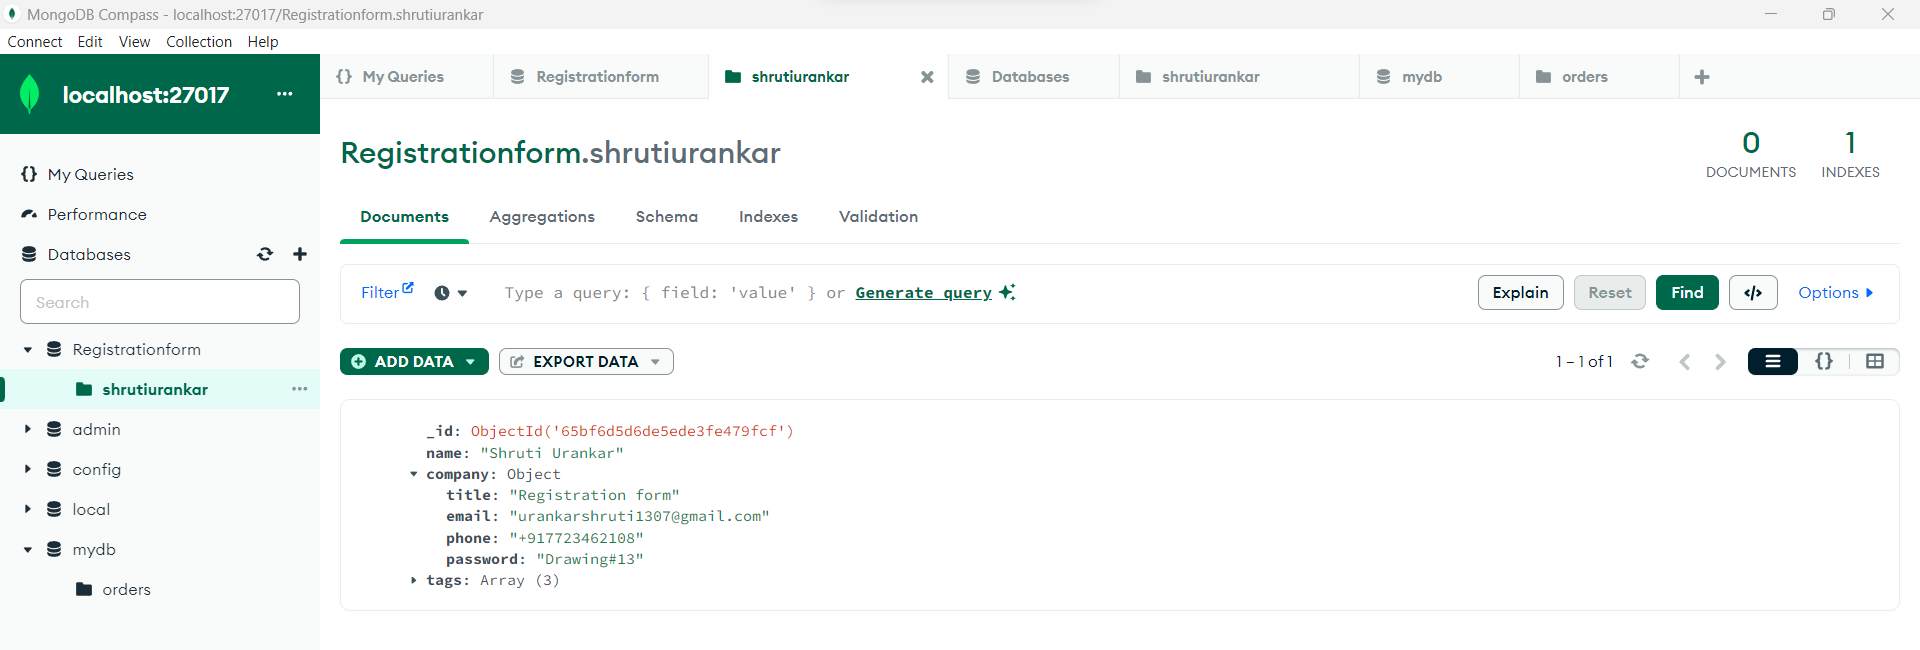 MongoDB Compass - localhost:27017/Registrationform.shrutiurankar
Connect Edit View Collection Help
localhost:27017 ...
{} My Queries
Performance
Databases
Search
Registrationform
shrutiurankar ...
admin
config
local
mydb
orders
{} My Queries Registrationform shrutiurankar Databases shrutiurankar mydb orders +
Registrationform.shrutiurankar
0 1
DOCUMENTS INDEXES
Documents Aggregations Schema Indexes Validation
Filter Type a query: { field: 'value' } or Generate query Explain Reset Find </> Options
ADD DATA EXPORT DATA 1 – 1 of 1 {}
_id: ObjectId('65bf6d5d6de5ede3fe479fcf')
name: "Shruti Urankar"
company: Object
title: "Registration form"
email: "urankarshruti1307@gmail.com"
phone: "+917723462108"
password: "Drawing#13"
tags: Array (3)